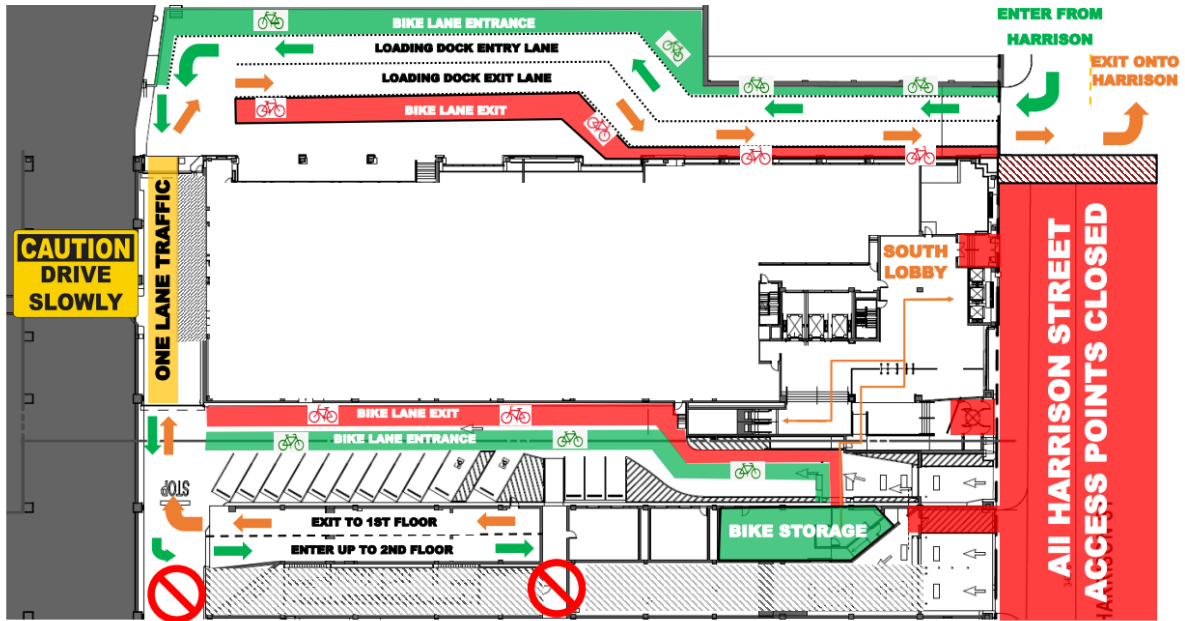 ENTER FROM
HARRISON
BIKE LANE ENTRANCE
LOADING DOCK ENTRY LANE
LOADING DOCK EXIT LANE
BIKE LANE EXIT
EXIT ONTO
HARRISON
CAUTION
DRIVE
SLOWLY
ONE LANE TRAFFIC
SOUTH
LOBBY
All HARRISON STREET
ACCESS POINTS CLOSED
BIKE LANE EXIT
BIKE LANE ENTRANCE
STOP
EXIT TO 1ST FLOOR
ENTER UP TO 2ND FLOOR
BIKE STORAGE